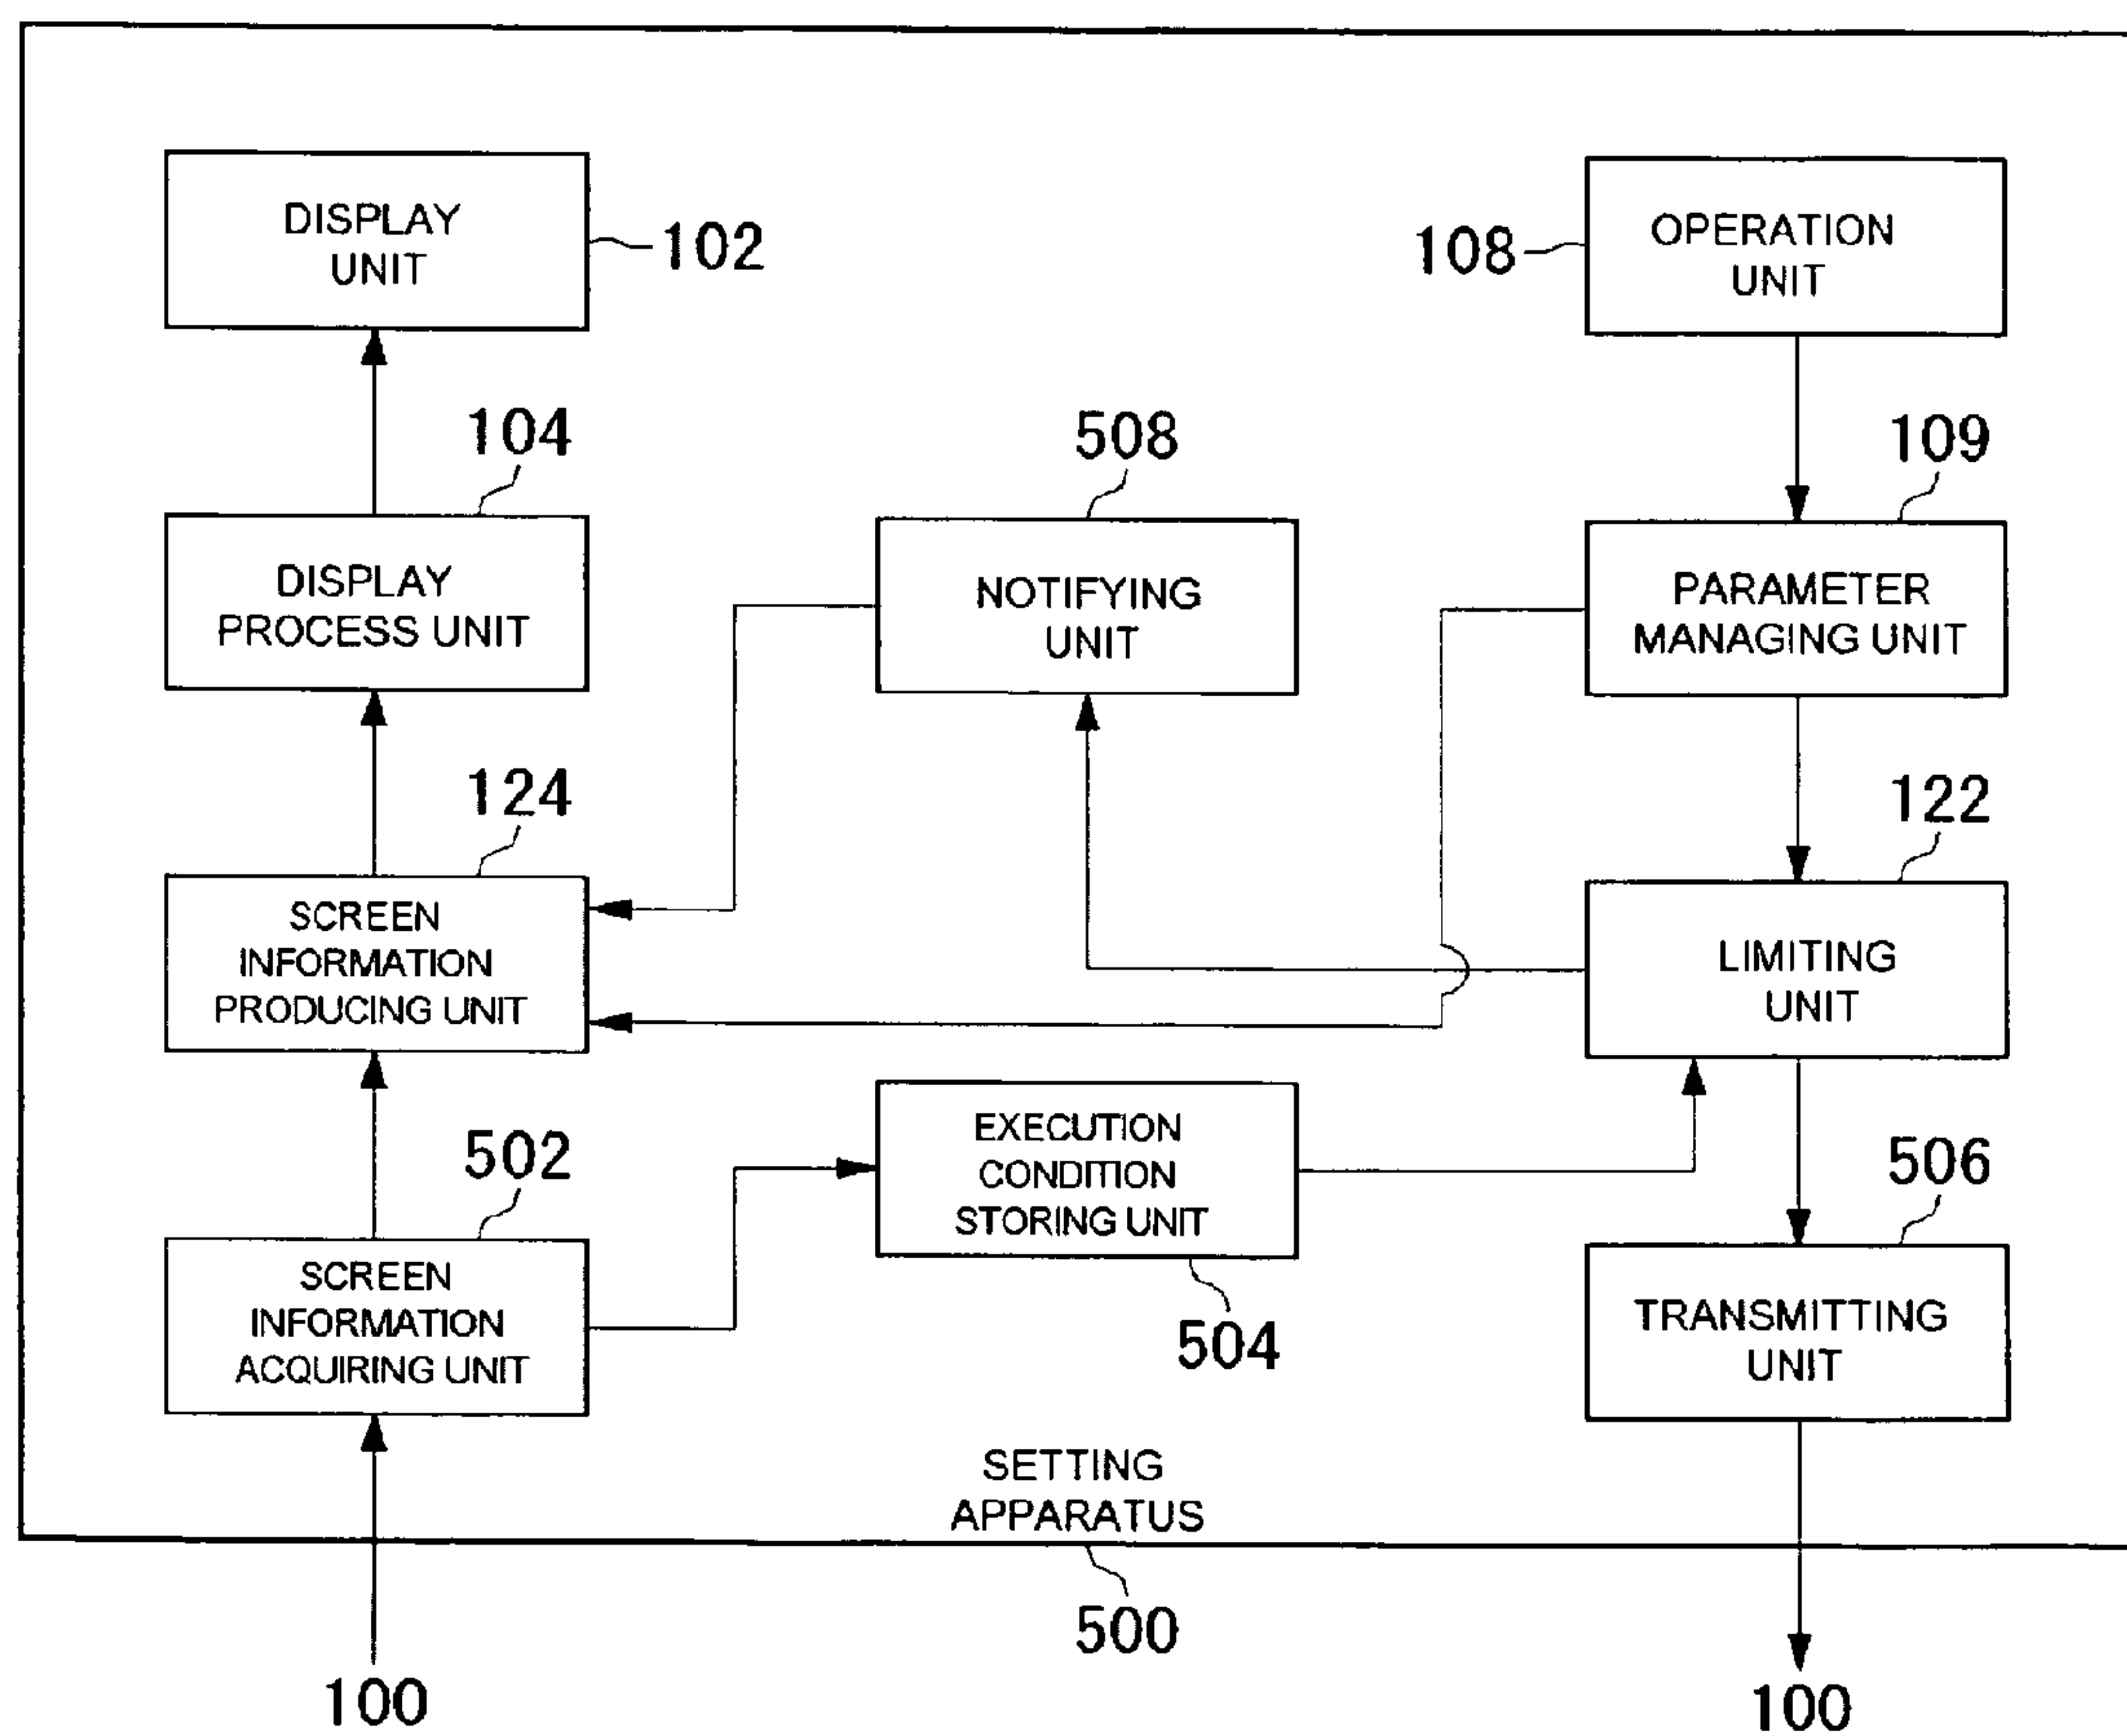 DISPLAY
UNIT
102
108
OPERATION
UNIT
104
508
109
DISPLAY
PROCESS UNIT
NOTIFYING
UNIT
PARAMETER
MANAGING UNIT
124
122
SCREEN
INFORMATION
PRODUCING UNIT
LIMITING
UNIT
502
EXECUTION
CONDITION
STORING UNIT
506
SCREEN
INFORMATION
ACQUIRING UNIT
504
TRANSMITTING
UNIT
SETTING
APPARATUS
500
100
100